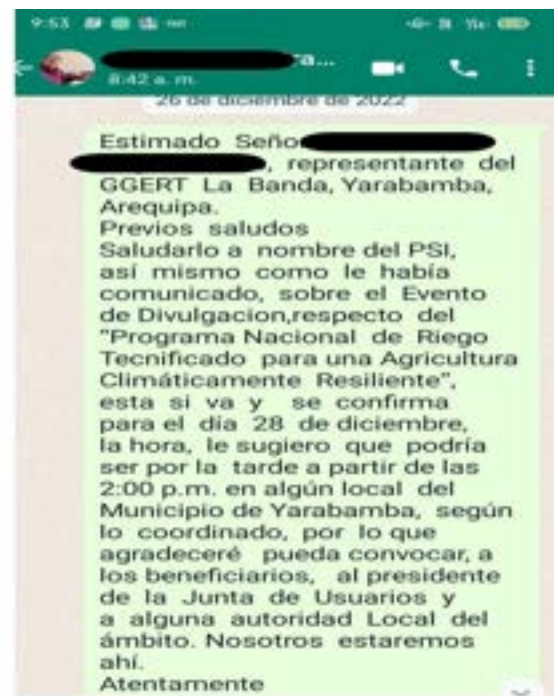 9:53
ra...
8:42 a. m.
26 de diciembre de 2022
Estimado Seño
, representante del
GGERT La Banda, Yarabamba,
Arequipa.
Previos saludos
Saludarlo a nombre del PSI,
así mismo como le había
comunicado, sobre el Evento
de Divulgacion,respecto del
"Programa Nacional de Riego
Tecnificado para una Agricultura
Climáticamente Resiliente",
esta si va y se confirma
para el día 28 de diciembre,
la hora, le sugiero que podría
ser por la tarde a partir de las
2:00 p.m. en algún local del
Municipio de Yarabamba, según
lo coordinado, por lo que
agradeceré pueda convocar, a
los beneficiarios, al presidente
de la Junta de Usuarios y
a alguna autoridad Local del
ámbito. Nosotros estaremos
ahí.
Atentamente